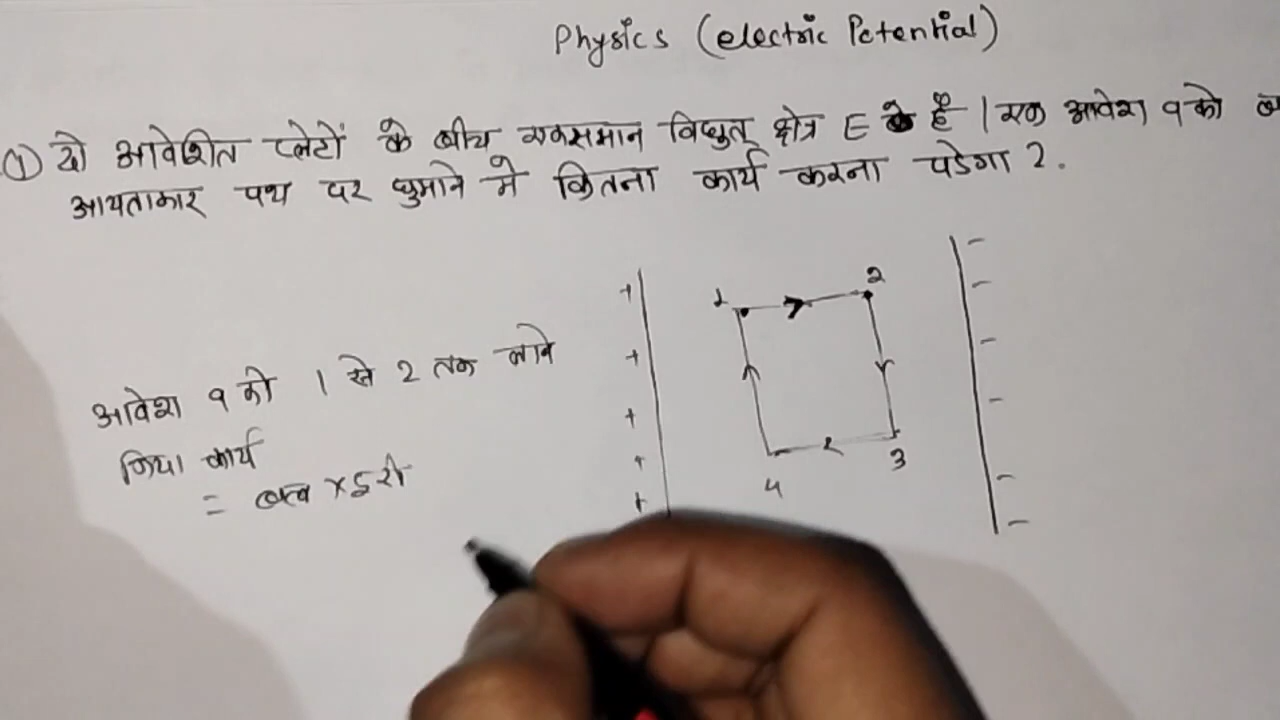 Physics (electric Potential)
① दो आवेशित प्लेटों के बीच एकसमान विधुत् क्षेत्र E है । एक आवेश q को
आयताकार पथ पर घुमाने मे कितना कार्य करना पडेगा ?.
+ - 
1 2
आवेश q को 1 से 2 तक लाने
किया कार्य
= बल x दूरी
4 3